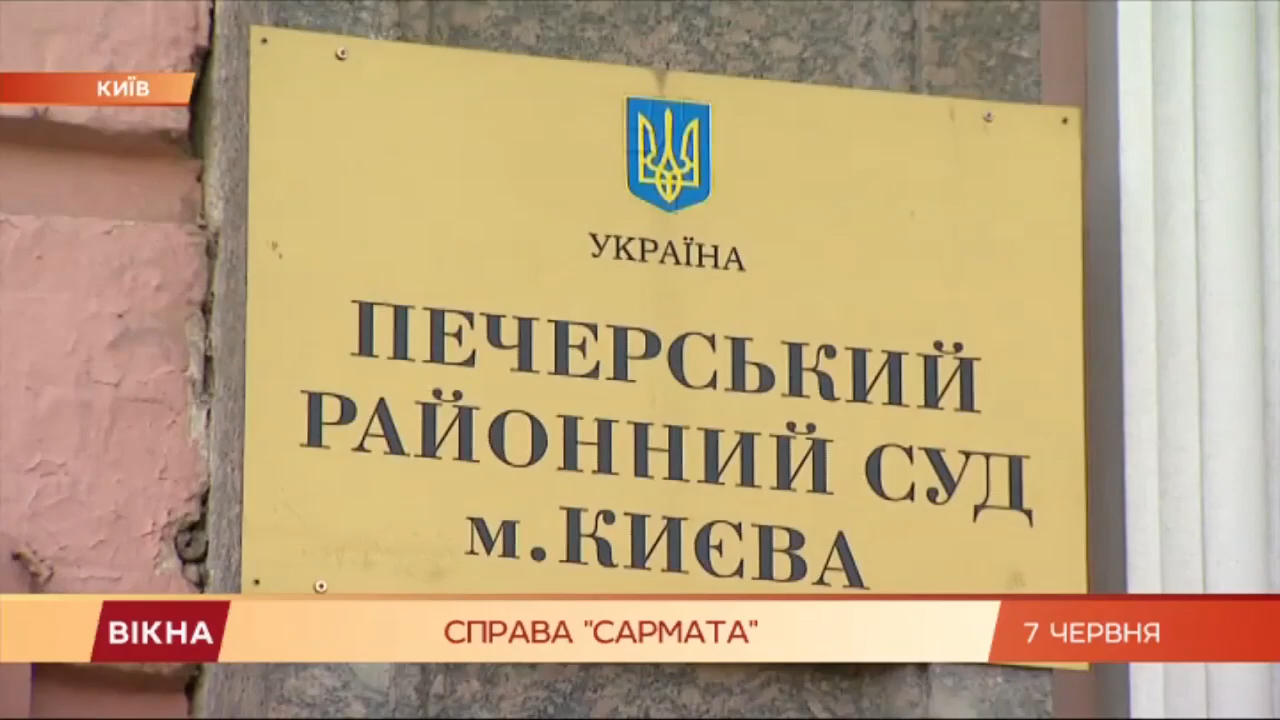 КИЇВ
УКРАЇНА
ПЕЧЕРСЬКИЙ
РАЙОННИЙ СУД
м. КИЄВА
ВІКНА
СПРАВА "САРМАТА"
7 ЧЕРВНЯ